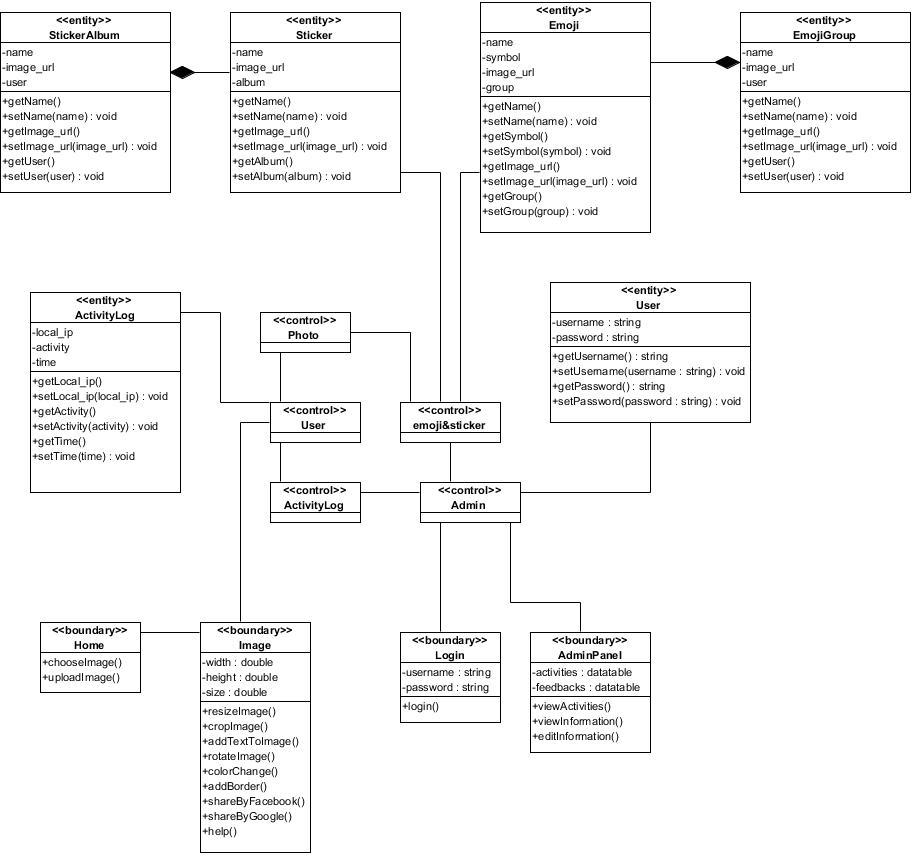 <<entity>>
StickerAlbum
-name
-image_url
-user
+getName()
+setName(name) : void
+getImage_url()
+setImage_url(image_url) : void
+getUser()
+setUser(user) : void
<<entity>>
Sticker
-name
-image_url
-album
+getName()
+setName(name) : void
+getImage_url()
+setImage_url(image_url) : void
+getAlbum()
+setAlbum(album) : void
<<entity>>
Emoji
-name
-symbol
-image_url
-group
+getName()
+setName(name) : void
+getSymbol()
+setSymbol(symbol) : void
+getImage_url()
+setImage_url(image_url) : void
+getGroup()
+setGroup(group) : void
<<entity>>
EmojiGroup
-name
-image_url
-user
+getName()
+setName(name) : void
+getImage_url()
+setImage_url(image_url) : void
+getUser()
+setUser(user) : void
<<entity>>
ActivityLog
-local_ip
-activity
-time
+getLocal_ip()
+setLocal_ip(local_ip) : void
+getActivity()
+setActivity(activity) : void
+getTime()
+setTime(time) : void
<<control>>
Photo
<<entity>>
User
-username : string
-password : string
+getUsername() : string
+setUsername(username : string) : void
+getPassword() : string
+setPassword(password : string) : void
<<control>>
User
<<control>>
emoji&sticker
<<control>>
ActivityLog
<<control>>
Admin
<<boundary>>
Home
+chooseImage()
+uploadImage()
<<boundary>>
Image
-width : double
-height : double
-size : double
+resizeImage()
+cropImage()
+addTextToImage()
+rotateImage()
+colorChange()
+addBorder()
+shareByFacebook()
+shareByGoogle()
+help()
<<boundary>>
Login
-username : string
-password : string
+login()
<<boundary>>
AdminPanel
-activities : datatable
-feedbacks : datatable
+viewActivities()
+viewInformation()
+editInformation()